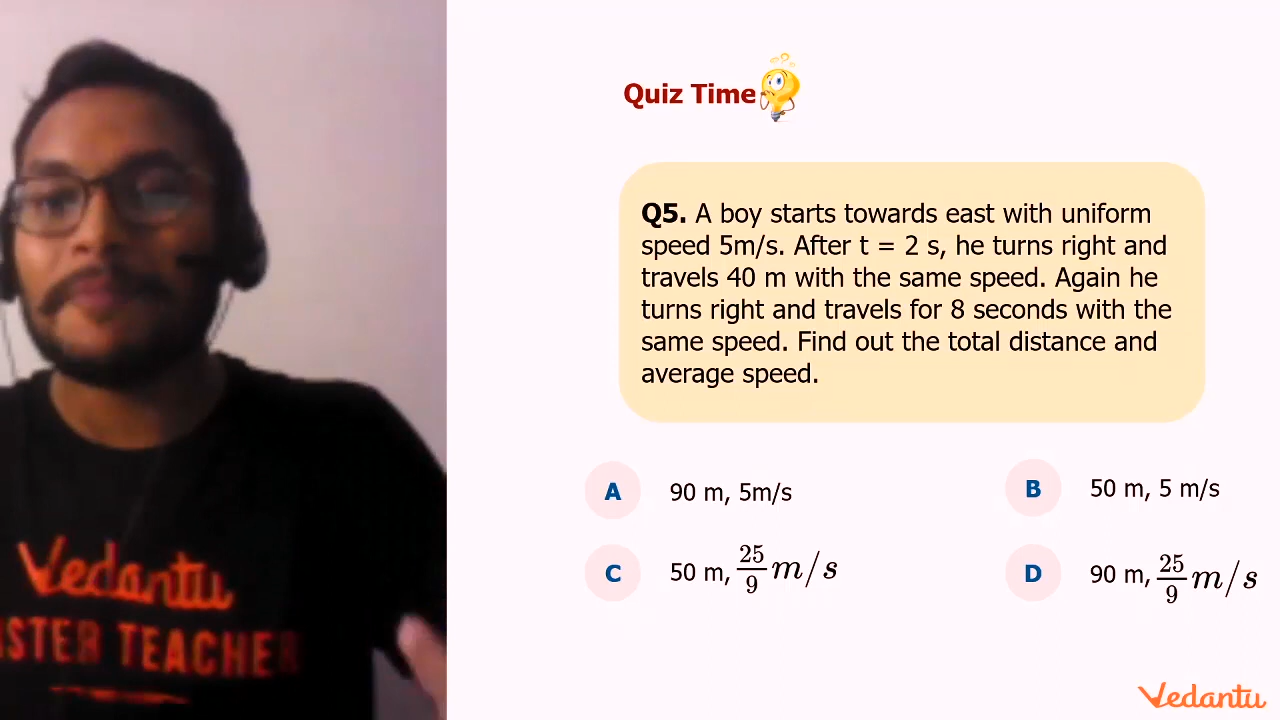 Quiz Time
Q5. A boy starts towards east with uniform
speed 5m/s. After t = 2 s, he turns right and
travels 40 m with the same speed. Again he
turns right and travels for 8 seconds with the
same speed. Find out the total distance and
average speed.
A 90 m, 5m/s
B 50 m, 5 m/s
C 50 m, 25/9 m/s
D 90 m, 25/9 m/s
Vedantu
TEACHER
Vedantu